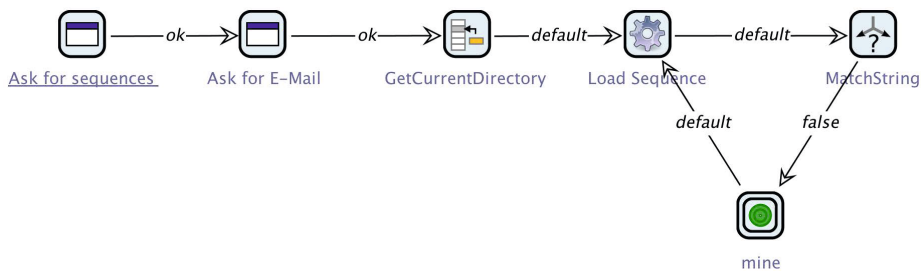 ok
ok
default
default
Ask for sequences
Ask for E-Mail
GetCurrentDirectory
Load Sequence
?
MatchString
default
false
mine